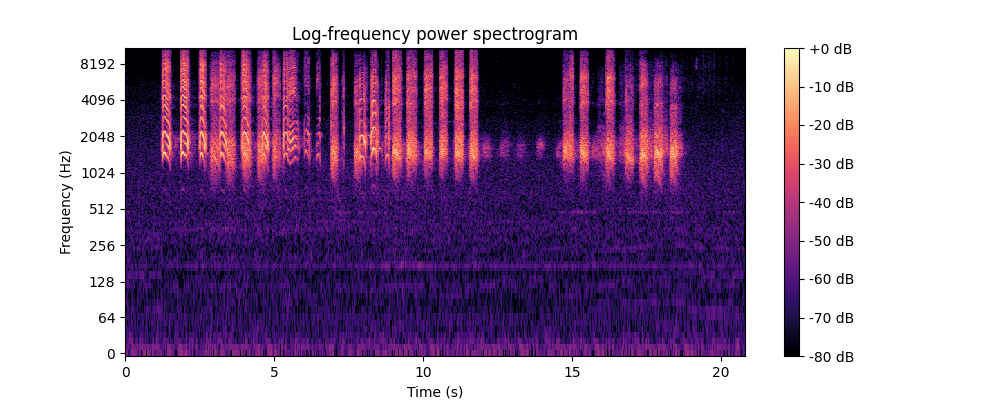 Log-frequency power spectrogram
Frequency (Hz)
8192
4096
2048
1024
512
256
128
64
0
0 5 10 15 20
Time (s)
+0 dB
-10 dB
-20 dB
-30 dB
-40 dB
-50 dB
-60 dB
-70 dB
-80 dB